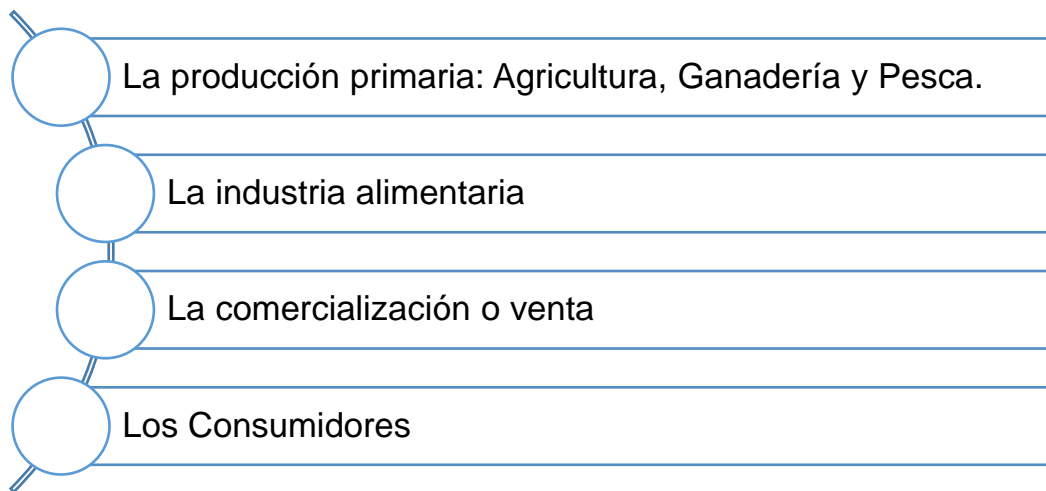 La producción primaria: Agricultura, Ganadería y Pesca.
La industria alimentaria
La comercialización o venta
Los Consumidores